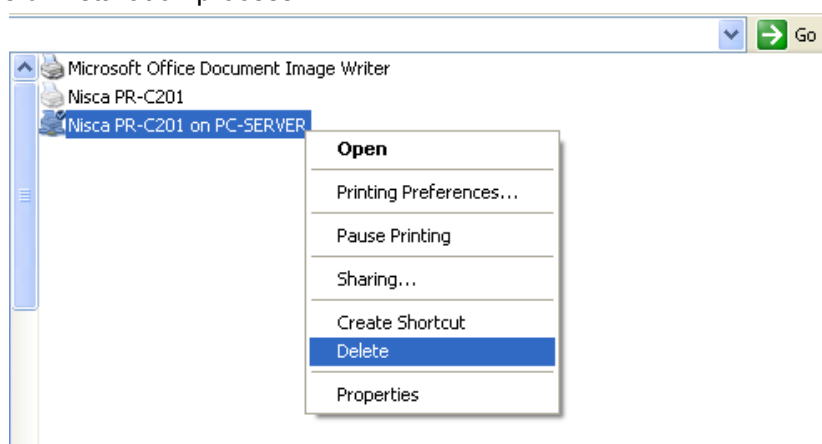 Go
Microsoft Office Document Image Writer
Nisca PR-C201
Nisca PR-C201 on PC-SERVER
Open
Printing Preferences...
Pause Printing
Sharing...
Create Shortcut
Delete
Properties